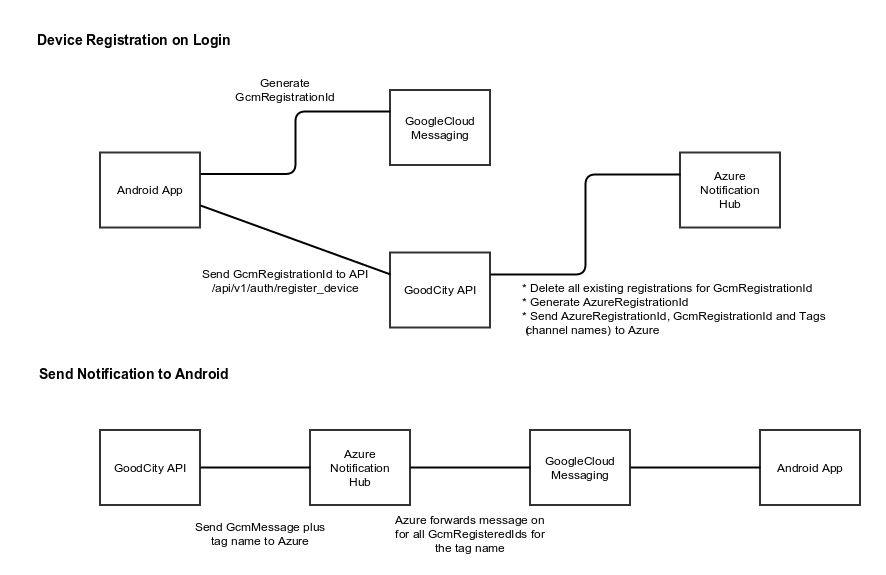 Device Registration on Login
Generate
GcmRegistrationId
GoogleCloud
Messaging
Android App
Azure
Notification
Hub
Send GcmRegistrationId to API
/api/v1/auth/register_device
GoodCity API
* Delete all existing registrations for GcmRegistrationId
* Generate AzureRegistrationId
* Send AzureRegistrationId, GcmRegistrationId and Tags
(channel names) to Azure
Send Notification to Android
GoodCity API
Azure
Notification
Hub
GoogleCloud
Messaging
Android App
Send GcmMessage plus
tag name to Azure
Azure forwards message on
for all GcmRegisteredIds for
the tag name